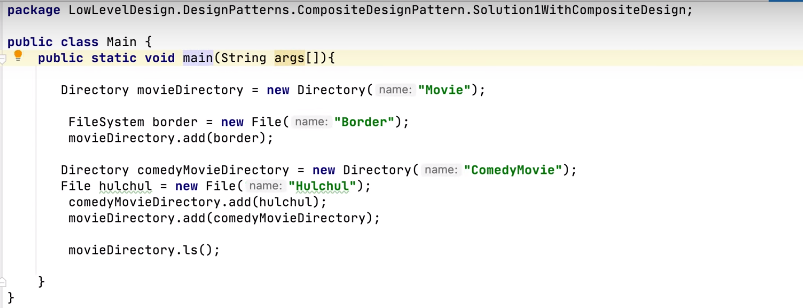 package LowLevelDesign.DesignPatterns.CompositeDesignPattern.Solution1WithCompositeDesign;
public class Main {
public static void main(String args[]){
Directory movieDirectory = new Directory( name: "Movie");
FileSystem border = new File( name: "Border");
movieDirectory.add(border);
Directory comedyMovieDirectory = new Directory( name: "ComedyMovie");
File hulchul = new File( name: "Hulchul");
comedyMovieDirectory.add(hulchul);
movieDirectory.add(comedyMovieDirectory);
movieDirectory.ls();
}
}